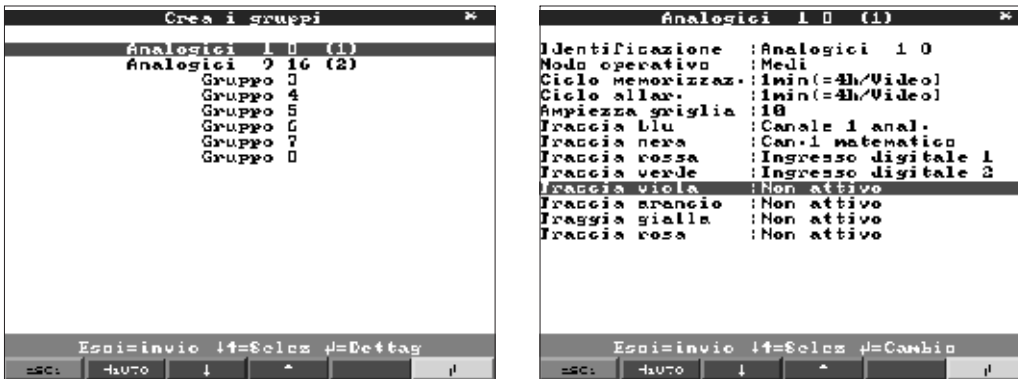 Crea i gruppi
Analogici 1 8 (1)
Analogici 9 16 (2)
Gruppo 3
Gruppo 4
Gruppo 5
Gruppo 6
Gruppo 7
Gruppo 8
Esci=invio ↓↑=Selez ↵=Dettag
ESC: AIUTO ↓ ↑ ↵
Analogici 1 8 (1)
Identificazione :Analogici 1 8
Modo operativo :Medi
Ciclo memorizzaz.:1min(=4h/Video)
Ciclo allar. :1min(=4h/Video)
Ampiezza griglia :10
Traccia blu :Canale 1 anal.
Traccia nera :Can.1 matematico
Traccia rossa :Ingresso digitale 1
Traccia verde :Ingresso digitale 2
Traccia viola :Non attivo
Traccia arancio :Non attivo
Traggia gialla :Non attivo
Traccia rosa :Non attivo
Esci=invio ↓↑=Selez ↵=Cambio
ESC: AIUTO ↓ ↑ ↵